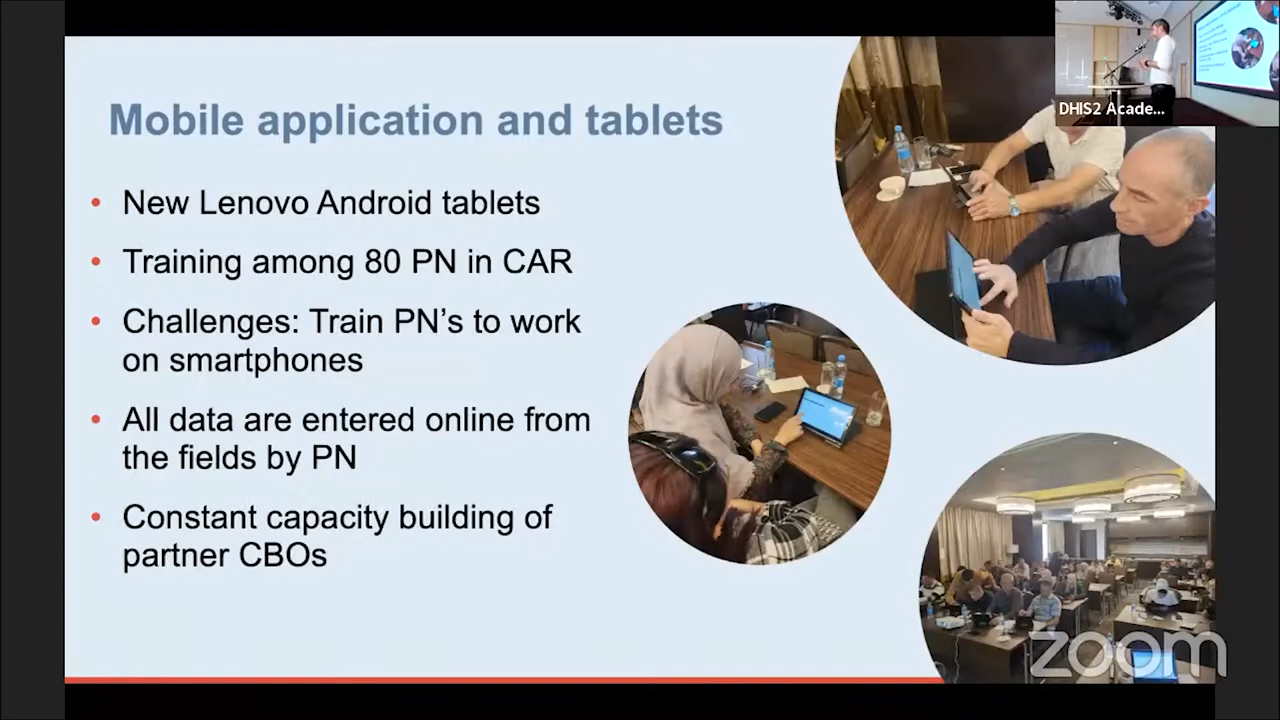 DHIS2 Acade...
Mobile application and tablets
• New Lenovo Android tablets
• Training among 80 PN in CAR
• Challenges: Train PN’s to work
on smartphones
• All data are entered online from
the fields by PN
• Constant capacity building of
partner CBOs
zoom